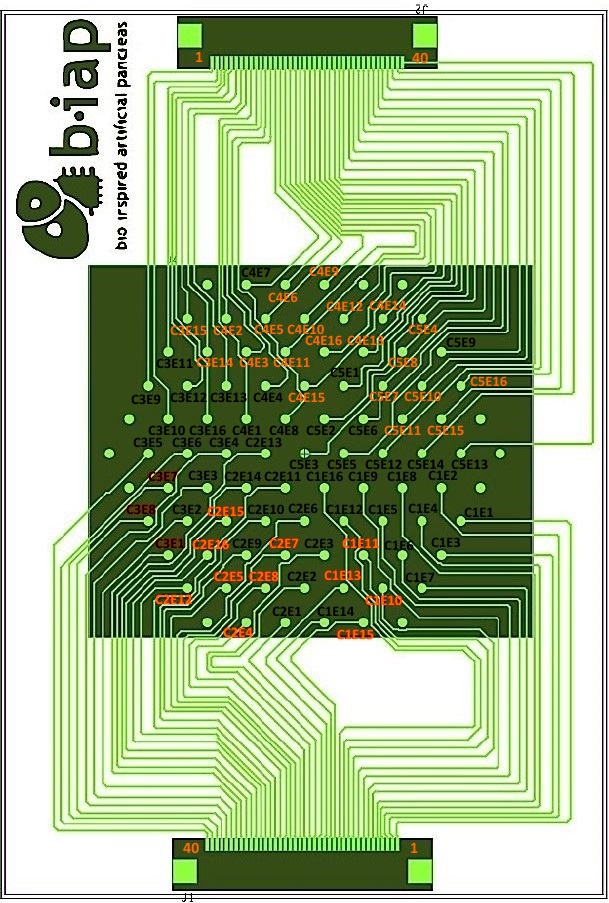 J2
1
40
b·iap
bio inspired artificial pancreas
J4
C4E7
C4E9
C4E6
C4E12
C4E14
C3E15
C4E2
C4E5
C4E10
C5E4
C4E16
C4E13
C5E9
C3E11
C3E14
C4E3
C4E11
C5E8
C5E1
C5E16
C3E9
C3E12
C3E13
C4E4
C4E15
C5E7
C5E10
C3E10
C3E16
C4E1
C4E8
C5E2
C5E6
C5E11
C5E15
C3E5
C3E6
C3E4
C2E13
C5E3
C5E5
C5E12
C5E14
C5E13
C3E7
C3E3
C2E14
C2E11
C1E16
C1E9
C1E8
C1E2
C3E8
C3E2
C2E15
C2E10
C2E6
C1E12
C1E5
C1E4
C1E1
C3E1
C2E16
C2E9
C2E7
C2E3
C1E11
C1E6
C1E3
C2E12
C2E5
C2E8
C2E2
C1E13
C1E10
C1E7
C2E4
C2E1
C1E14
C1E15
40
1
J1